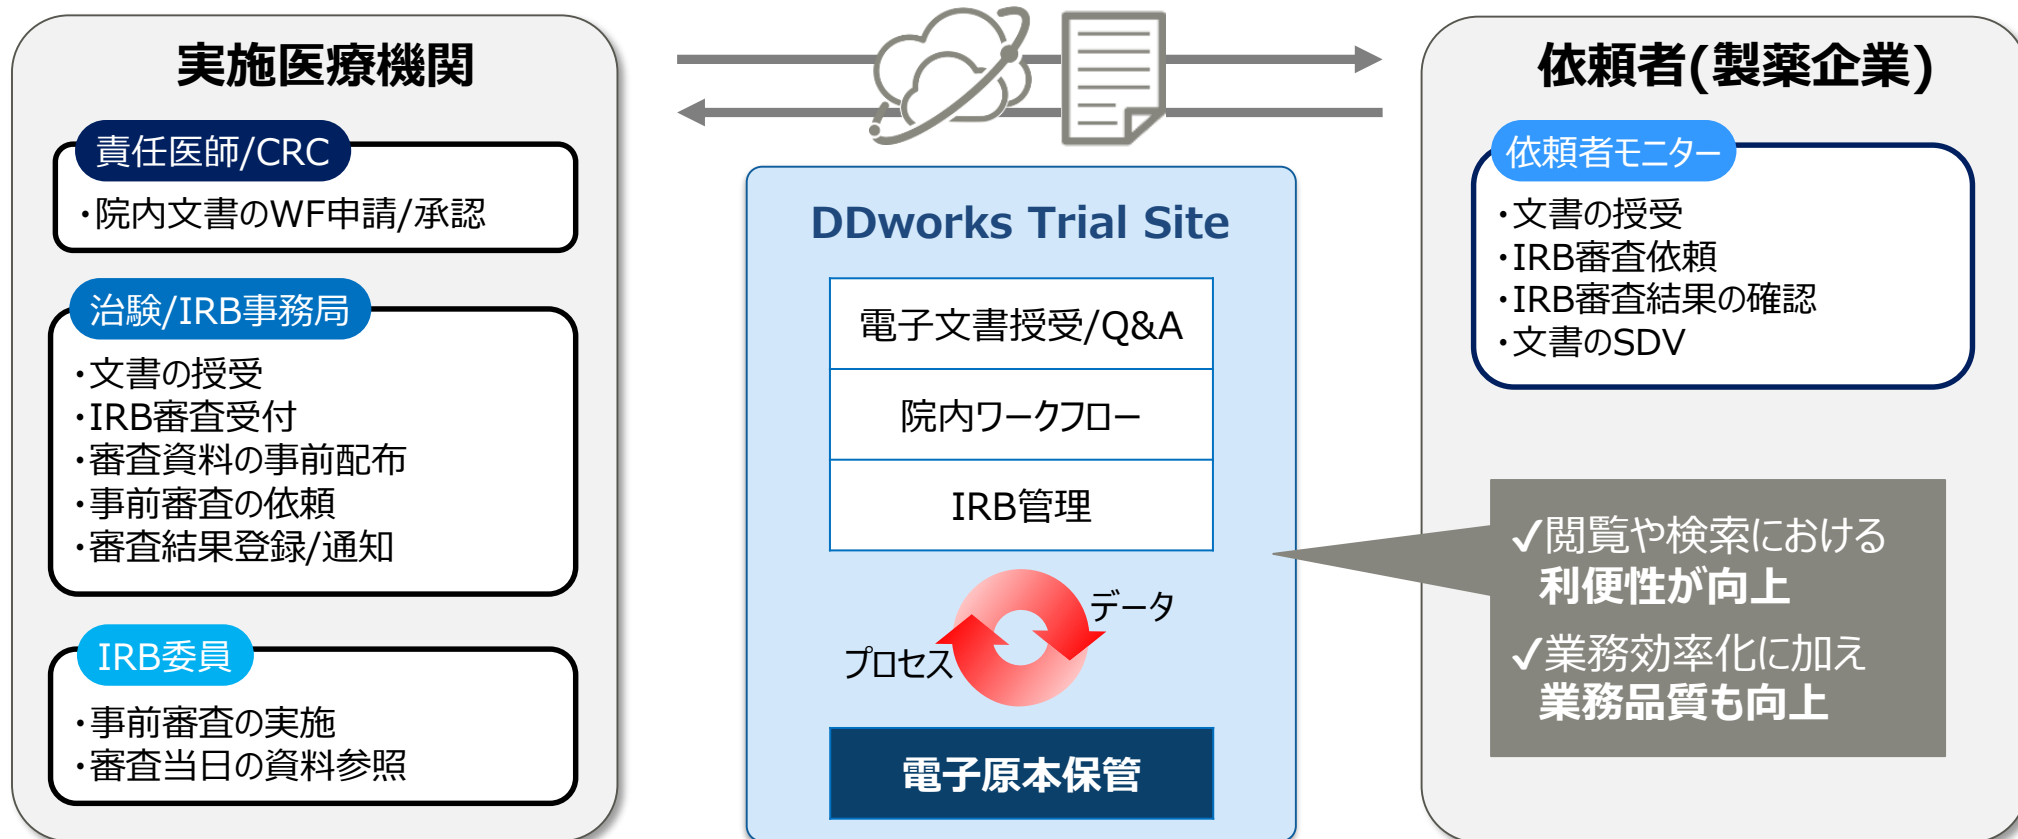 実施医療機関
責任医師/CRC
・院内文書のWF申請/承認
治験/IRB事務局
・文書の授受
・IRB審査受付
・審査資料の事前配布
・事前審査の依頼
・審査結果登録/通知
IRB委員
・事前審査の実施
・審査当日の資料参照
DDworks Trial Site
電子文書授受/Q&A
院内ワークフロー
IRB管理
データ
プロセス
電子原本保管
依頼者(製薬企業)
依頼者モニター
・文書の授受
・IRB審査依頼
・IRB審査結果の確認
・文書のSDV
✓閲覧や検索における
利便性が向上
✓業務効率化に加え
業務品質も向上